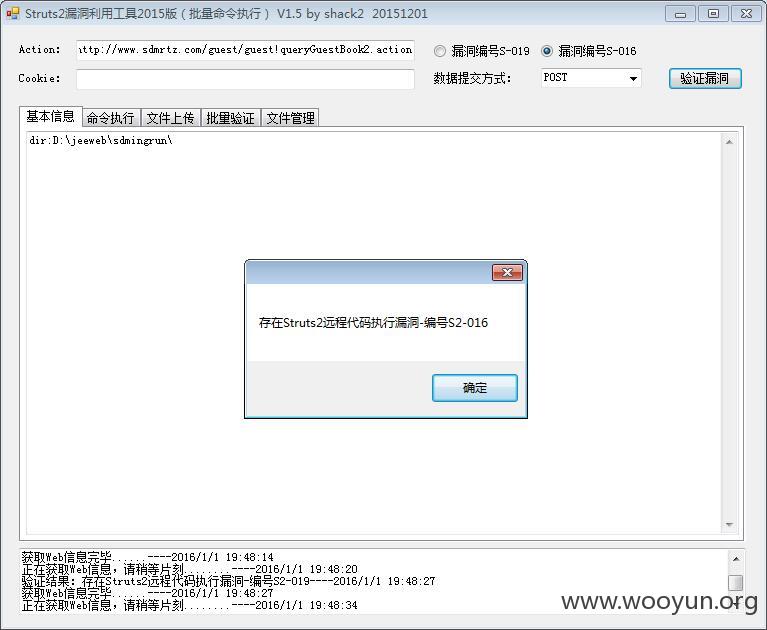 Struts2漏洞利用工具2015版（批量命令执行） V1.5 by shack2  20151201
Action: http://www.sdmrtz.com/guest/guest!queryGuestBook2.action 漏洞编号S-019 漏洞编号S-016
Cookie: 数据提交方式: POST 验证漏洞
基本信息 命令执行 文件上传 批量验证 文件管理
dir:D:\jeeweb\sdmingrun\
存在Struts2远程代码执行漏洞-编号S2-016
确定
获取Web信息完毕......----2016/1/1 19:48:14
正在获取Web信息，请稍等片刻........----2016/1/1 19:48:20
验证结果: 存在Struts2远程代码执行漏洞-编号S2-019----2016/1/1 19:48:27
获取Web信息完毕......----2016/1/1 19:48:27
正在获取Web信息，请稍等片刻........----2016/1/1 19:48:34
www.wooyun.org